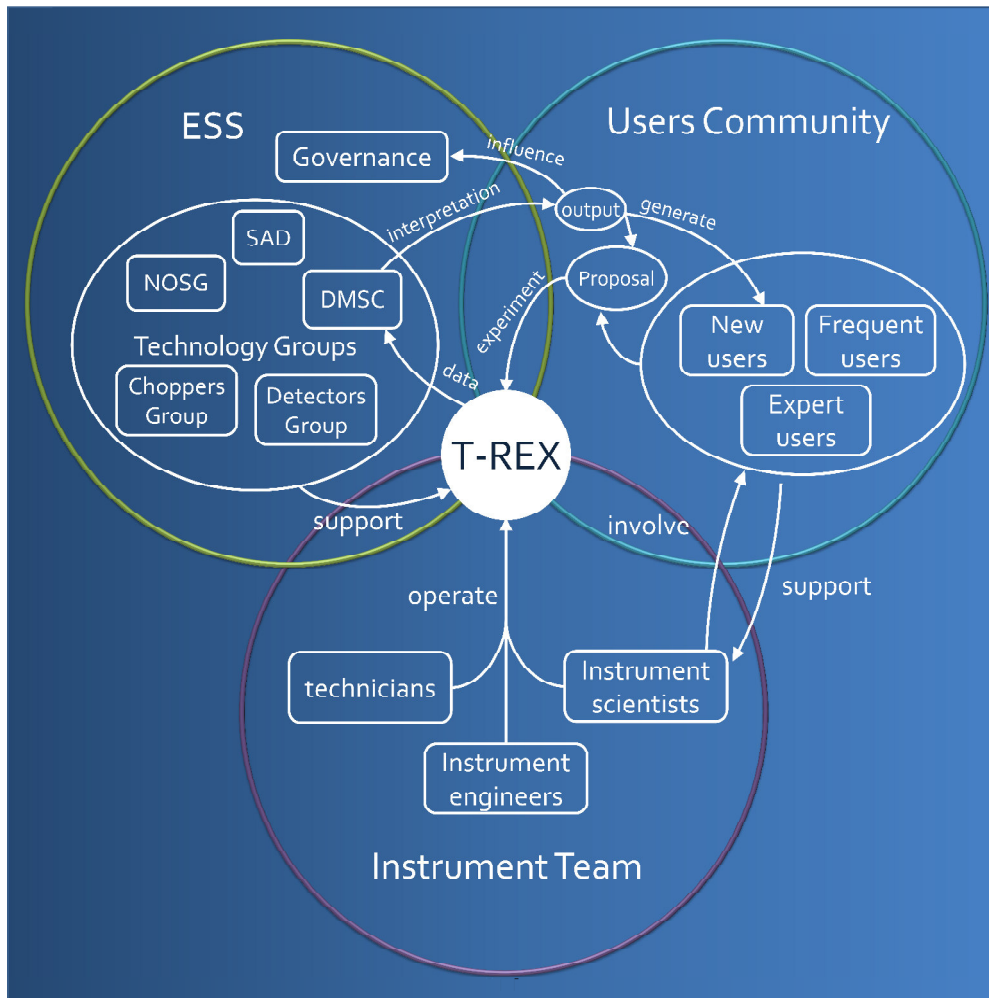 ESS
Users Community
Governance
influence
output
generate
interpretation
SAD
NOSG
DMSC
Proposal
experiment
New
users
Frequent
users
Expert
users
Technology Groups
Choppers
Group
Detectors
Group
data
T-REX
support
involve
support
operate
technicians
Instrument
scientists
Instrument
engineers
Instrument Team